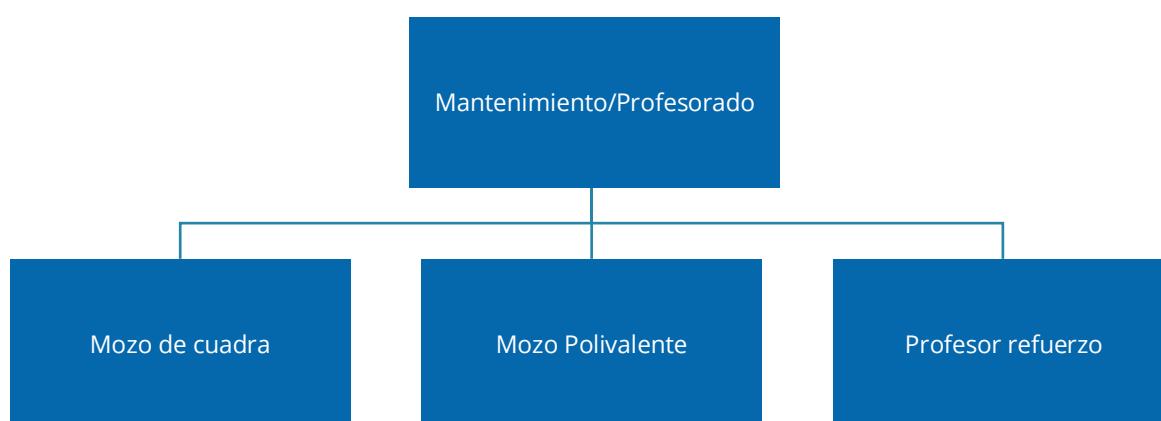 Mantenimiento/Profesorado
Mozo de cuadra
Mozo Polivalente
Profesor refuerzo